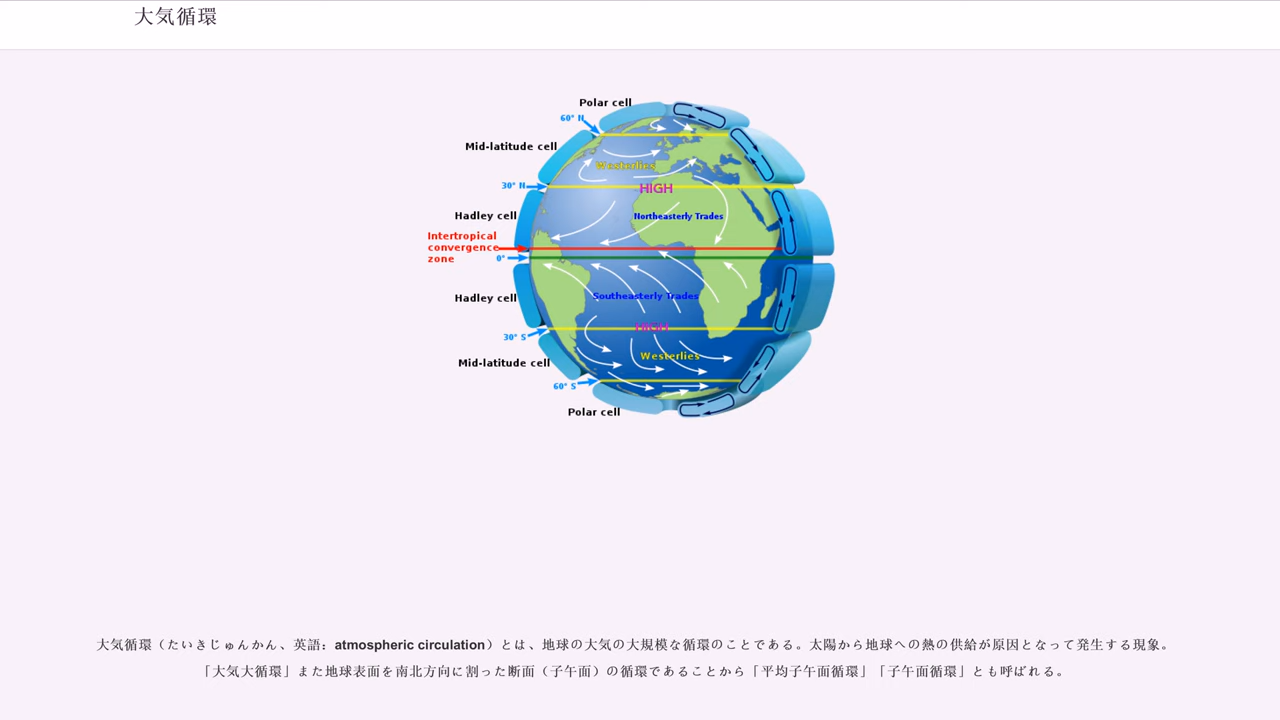 大気循環
Polar cell
60° N
Mid-latitude cell
Westerlies
30° N
HIGH
Hadley cell
Northeasterly Trades
Intertropical
convergence
zone
0°
Hadley cell
Southeasterly Trades
HIGH
30° S
Westerlies
Mid-latitude cell
60° S
Polar cell
大気循環（たいきじゅんかん、英語：atmospheric circulation）とは、地球の大気の大規模な循環のことである。太陽から地球への熱の供給が原因となって発生する現象。
「大気大循環」また地球表面を南北方向に割った断面（子午面）の循環であることから「平均子午面循環」「子午面循環」とも呼ばれる。